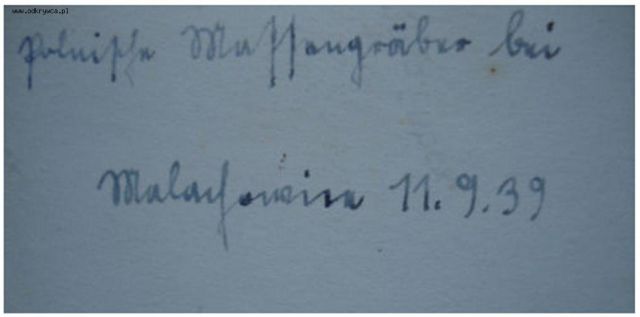 www.odkrywca.pl
Polnische Massengräber bei
Malachowice 11.9.39